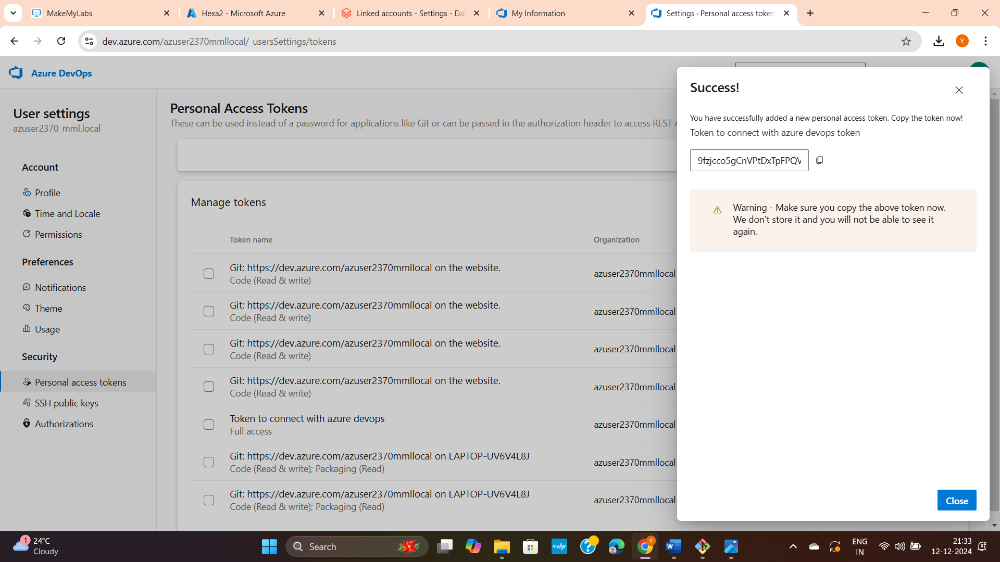 MakeMyLabs
Hexa2 - Microsoft Azure
Linked accounts - Settings - Da
My Information
Settings · Personal access token
dev.azure.com/azuser2370mmllocal/_usersSettings/tokens
Y
Azure DevOps
User settings
azuser2370_mml.local
Account
Profile
Time and Locale
Permissions
Preferences
Notifications
Theme
Usage
Security
Personal access tokens
SSH public keys
Authorizations
Personal Access Tokens
These can be used instead of a password for applications like Git or can be passed in the authorization header to access REST A
Manage tokens
Token name Organization
Git: https://dev.azure.com/azuser2370mmllocal on the website.
Code (Read & write)
azuser2370mmllocal
Git: https://dev.azure.com/azuser2370mmllocal on the website.
Code (Read & write)
azuser2370mmllocal
Git: https://dev.azure.com/azuser2370mmllocal on the website.
Code (Read & write)
azuser2370mmllocal
Git: https://dev.azure.com/azuser2370mmllocal on the website.
Code (Read & write)
azuser2370mmllocal
Token to connect with azure devops
Full access
azuser2370mmllocal
Git: https://dev.azure.com/azuser2370mmllocal on LAPTOP-UV6V4L8J
Code (Read & write); Packaging (Read)
azuser2370mmllocal
Git: https://dev.azure.com/azuser2370mmllocal on LAPTOP-UV6V4L8J
Code (Read & write); Packaging (Read)
azuser2370mmllocal
Success!
You have successfully added a new personal access token. Copy the token now!
Token to connect with azure devops token
9fzjcco5gCnVPtDxTpFPQV
Warning - Make sure you copy the above token now.
We don't store it and you will not be able to see it
again.
Close
1
24°C
Cloudy
Search
myhp
Y
ENG
IN
21:33
12-12-2024